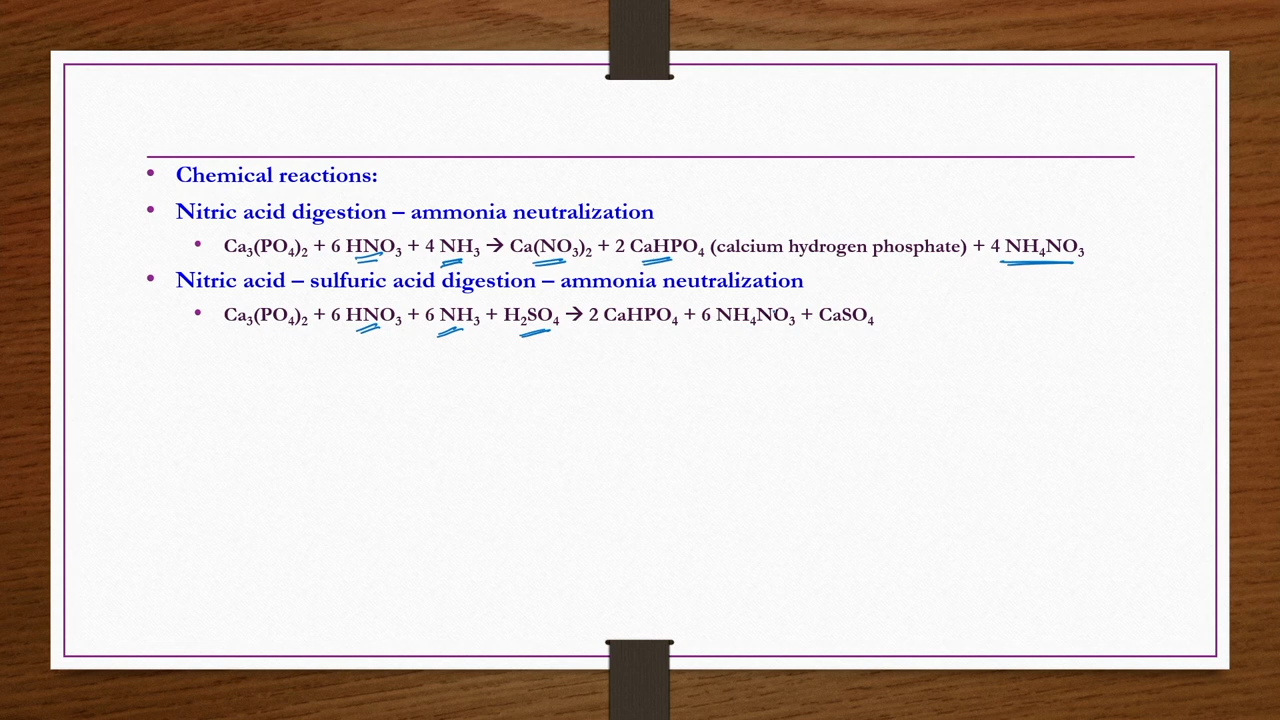 • Chemical reactions:
• Nitric acid digestion – ammonia neutralization
• Ca₃(PO₄)₂ + 6 HNO₃ + 4 NH₃ → Ca(NO₃)₂ + 2 CaHPO₄ (calcium hydrogen phosphate) + 4 NH₄NO₃
• Nitric acid – sulfuric acid digestion – ammonia neutralization
• Ca₃(PO₄)₂ + 6 HNO₃ + 6 NH₃ + H₂SO₄ → 2 CaHPO₄ + 6 NH₄NO₃ + CaSO₄